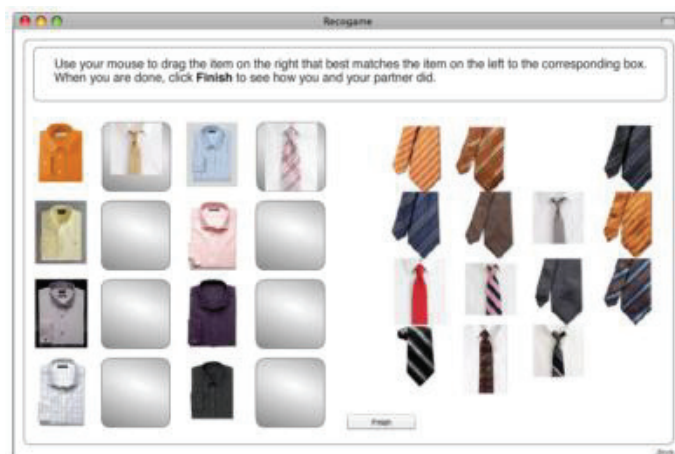 Recogame
Use your mouse to drag the item on the right that best matches the item on the left to the corresponding box.
When you are done, click Finish to see how you and your partner did.
Finish